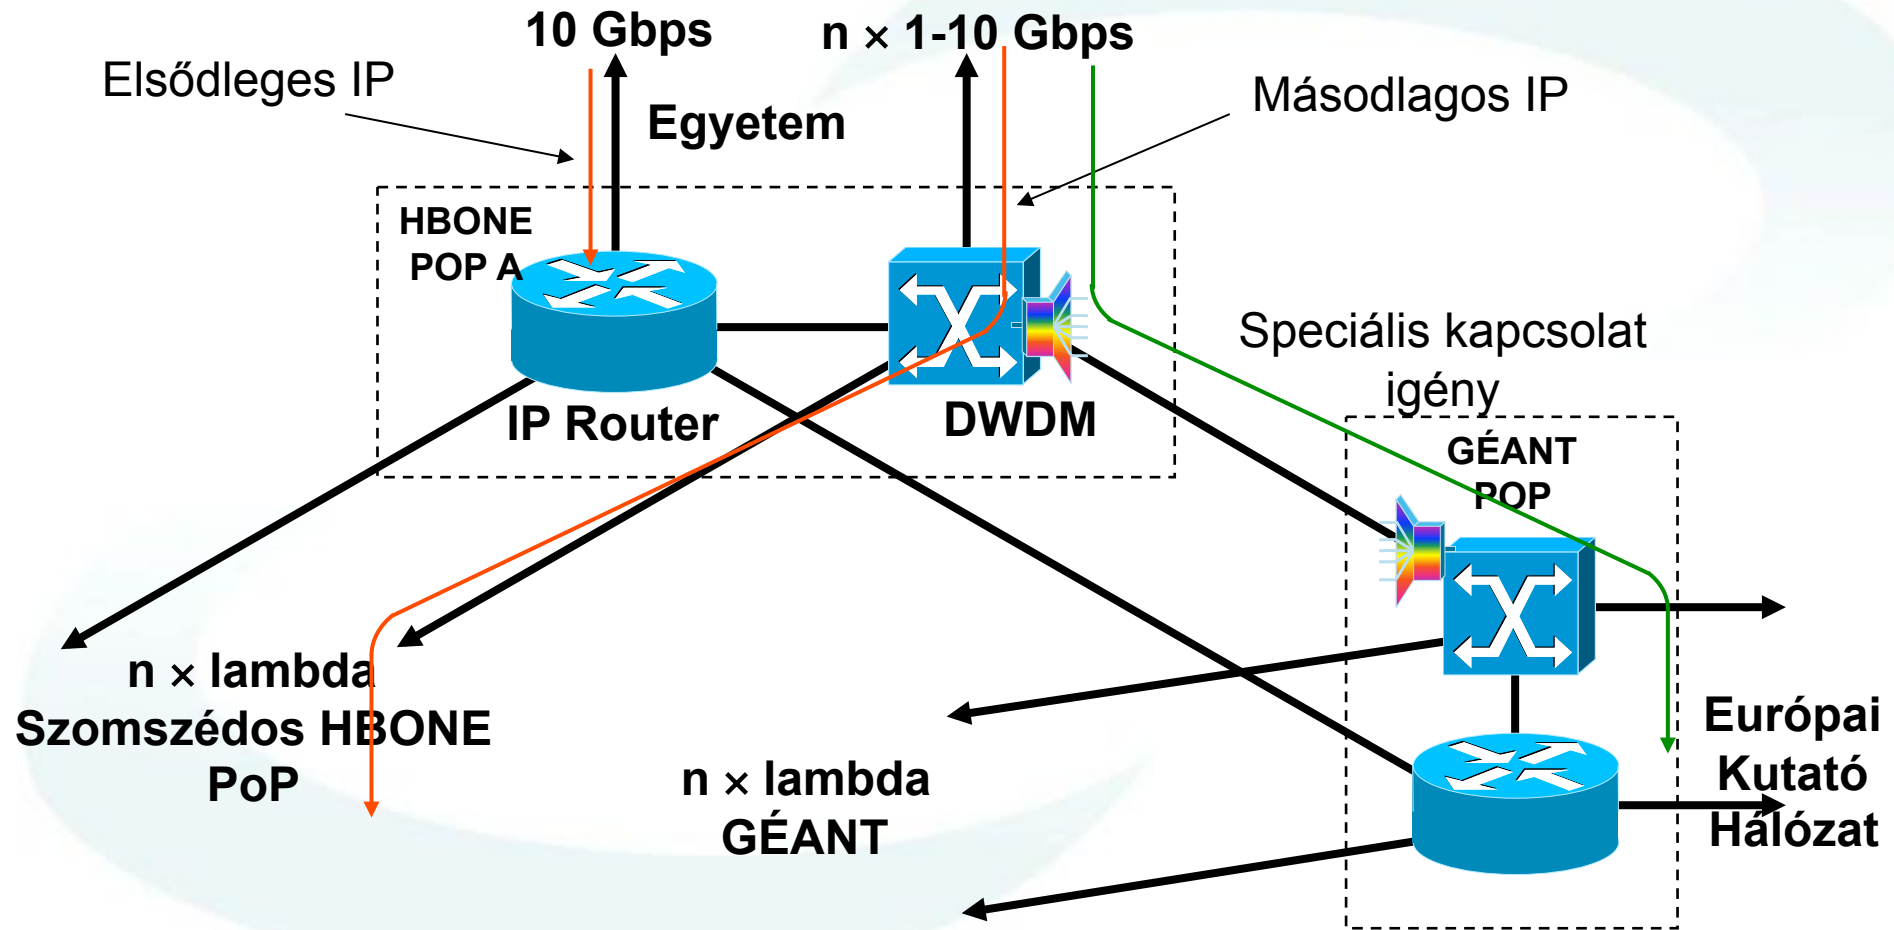 10 Gbps
n × 1-10 Gbps
Elsődleges IP
Egyetem
Másodlagos IP
HBONE
POP A
IP Router
DWDM
Speciális kapcsolat
igény
GÉANT
POP
n × lambda
Szomszédos HBONE
PoP
n × lambda
GÉANT
Európai
Kutató
Hálózat